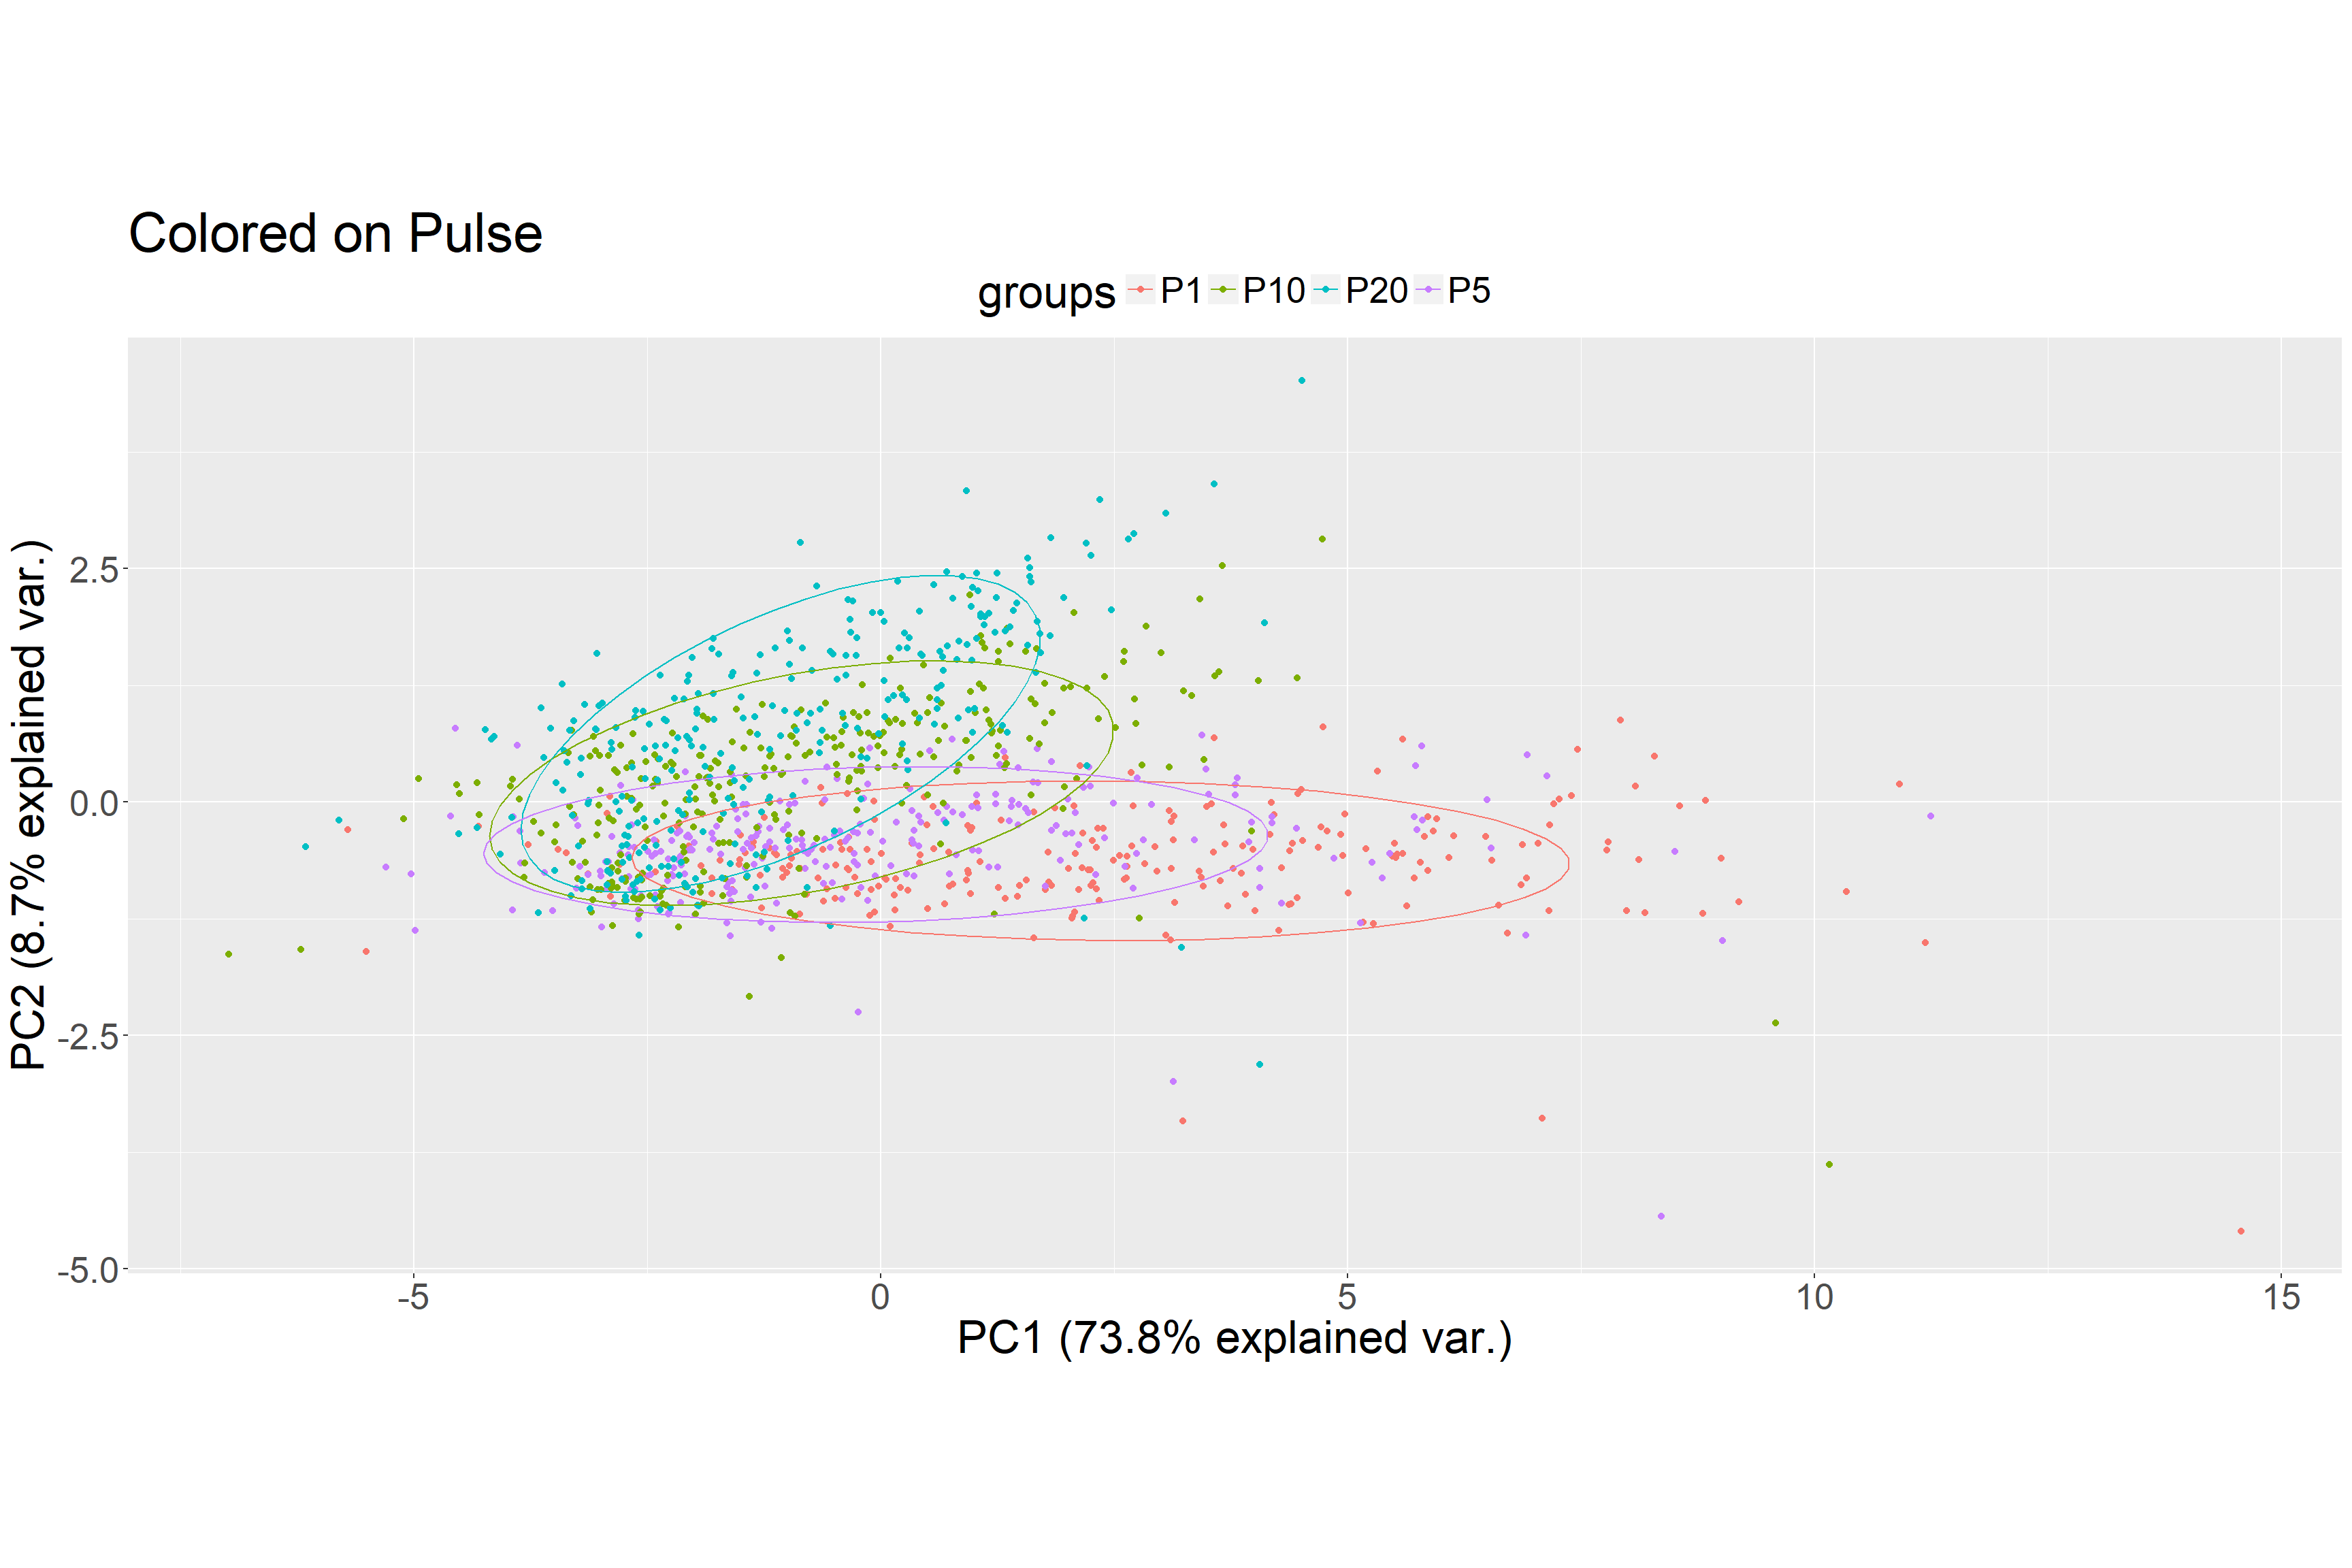 Colored on Pulse
groups P1 P10 P20 P5
PC2 (8.7% explained var.)
2.5
0.0
-2.5
-5.0
-5 0 5 10 15
PC1 (73.8% explained var.)